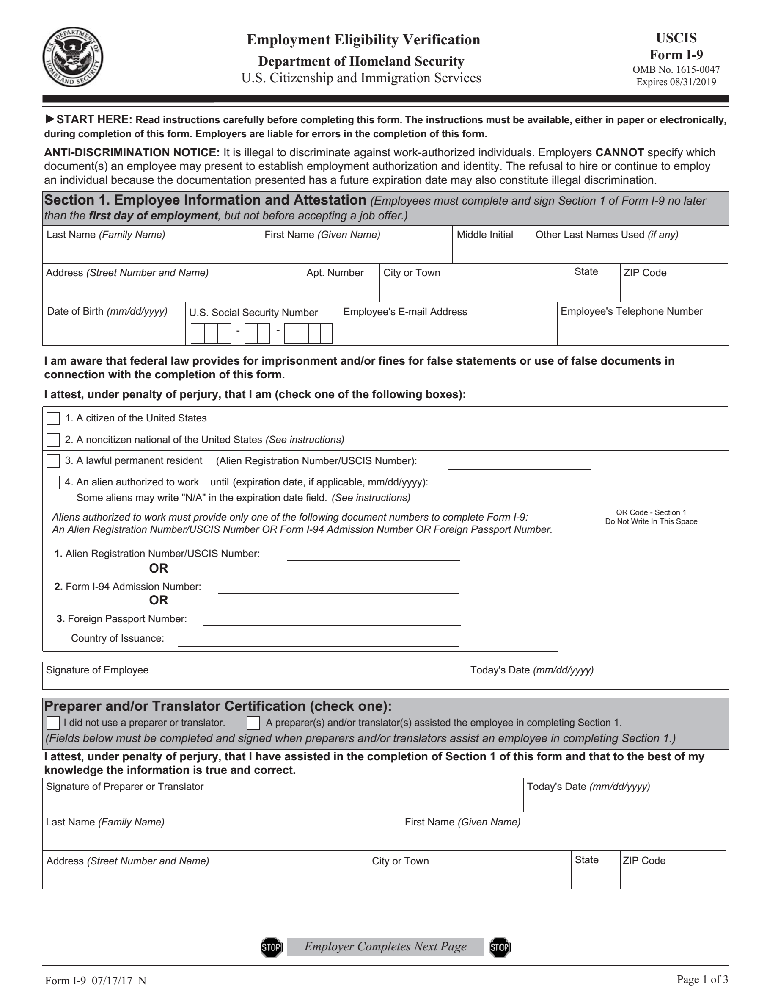 U.S. DEPARTMENT OF HOMELAND SECURITY
Employment Eligibility Verification
Department of Homeland Security
U.S. Citizenship and Immigration Services
USCIS
Form I-9
OMB No. 1615-0047
Expires 08/31/2019
►START HERE: Read instructions carefully before completing this form. The instructions must be available, either in paper or electronically,
during completion of this form. Employers are liable for errors in the completion of this form.
ANTI-DISCRIMINATION NOTICE: It is illegal to discriminate against work-authorized individuals. Employers CANNOT specify which
document(s) an employee may present to establish employment authorization and identity. The refusal to hire or continue to employ
an individual because the documentation presented has a future expiration date may also constitute illegal discrimination.
Section 1. Employee Information and Attestation (Employees must complete and sign Section 1 of Form I-9 no later
than the first day of employment, but not before accepting a job offer.)
Last Name (Family Name) First Name (Given Name) Middle Initial Other Last Names Used (if any)
Address (Street Number and Name) Apt. Number City or Town State ZIP Code
Date of Birth (mm/dd/yyyy) U.S. Social Security Number Employee's E-mail Address Employee's Telephone Number
- -
I am aware that federal law provides for imprisonment and/or fines for false statements or use of false documents in
connection with the completion of this form.
I attest, under penalty of perjury, that I am (check one of the following boxes):
1. A citizen of the United States
2. A noncitizen national of the United States (See instructions)
3. A lawful permanent resident (Alien Registration Number/USCIS Number):
4. An alien authorized to work until (expiration date, if applicable, mm/dd/yyyy):
Some aliens may write "N/A" in the expiration date field. (See instructions)
Aliens authorized to work must provide only one of the following document numbers to complete Form I-9:
An Alien Registration Number/USCIS Number OR Form I-94 Admission Number OR Foreign Passport Number.
1. Alien Registration Number/USCIS Number:
OR
2. Form I-94 Admission Number:
OR
3. Foreign Passport Number:
Country of Issuance:
QR Code - Section 1
Do Not Write In This Space
Signature of Employee Today's Date (mm/dd/yyyy)
Preparer and/or Translator Certification (check one):
I did not use a preparer or translator. A preparer(s) and/or translator(s) assisted the employee in completing Section 1.
(Fields below must be completed and signed when preparers and/or translators assist an employee in completing Section 1.)
I attest, under penalty of perjury, that I have assisted in the completion of Section 1 of this form and that to the best of my
knowledge the information is true and correct.
Signature of Preparer or Translator Today's Date (mm/dd/yyyy)
Last Name (Family Name) First Name (Given Name)
Address (Street Number and Name) City or Town State ZIP Code
STOP Employer Completes Next Page STOP
Form I-9 07/17/17 N Page 1 of 3